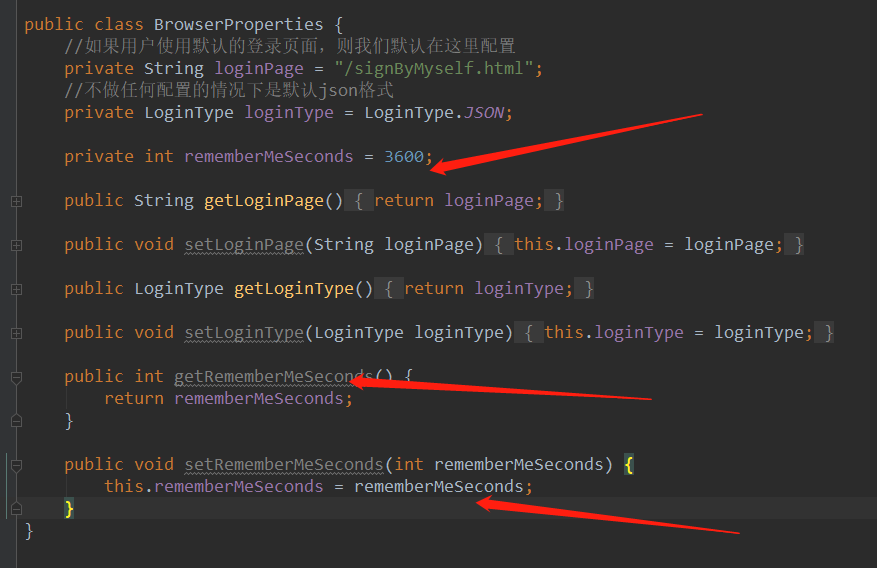 public class BrowserProperties {
//如果用户使用默认的登录页面，则我们默认在这里配置
private String loginPage = "/signByMyself.html";
//不做任何配置的情况下是默认json格式
private LoginType loginType = LoginType.JSON;
private int rememberMeSeconds = 3600;
public String getLoginPage() { return loginPage; }
public void setLoginPage(String loginPage) { this.loginPage = loginPage; }
public LoginType getLoginType() { return loginType; }
public void setLoginType(LoginType loginType) { this.loginType = loginType; }
public int getRememberMeSeconds() {
return rememberMeSeconds;
}
public void setRememberMeSeconds(int rememberMeSeconds) {
this.rememberMeSeconds = rememberMeSeconds;
}
}